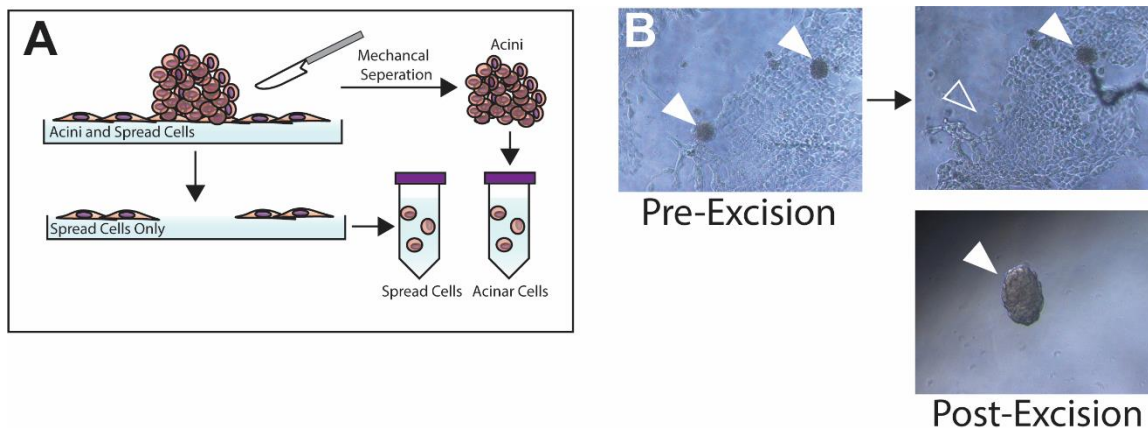 A
Mechancal
Seperation
Acini
Acini and Spread Cells
Spread Cells Only
Spread Cells
Acinar Cells
B
Pre-Excision
Post-Excision